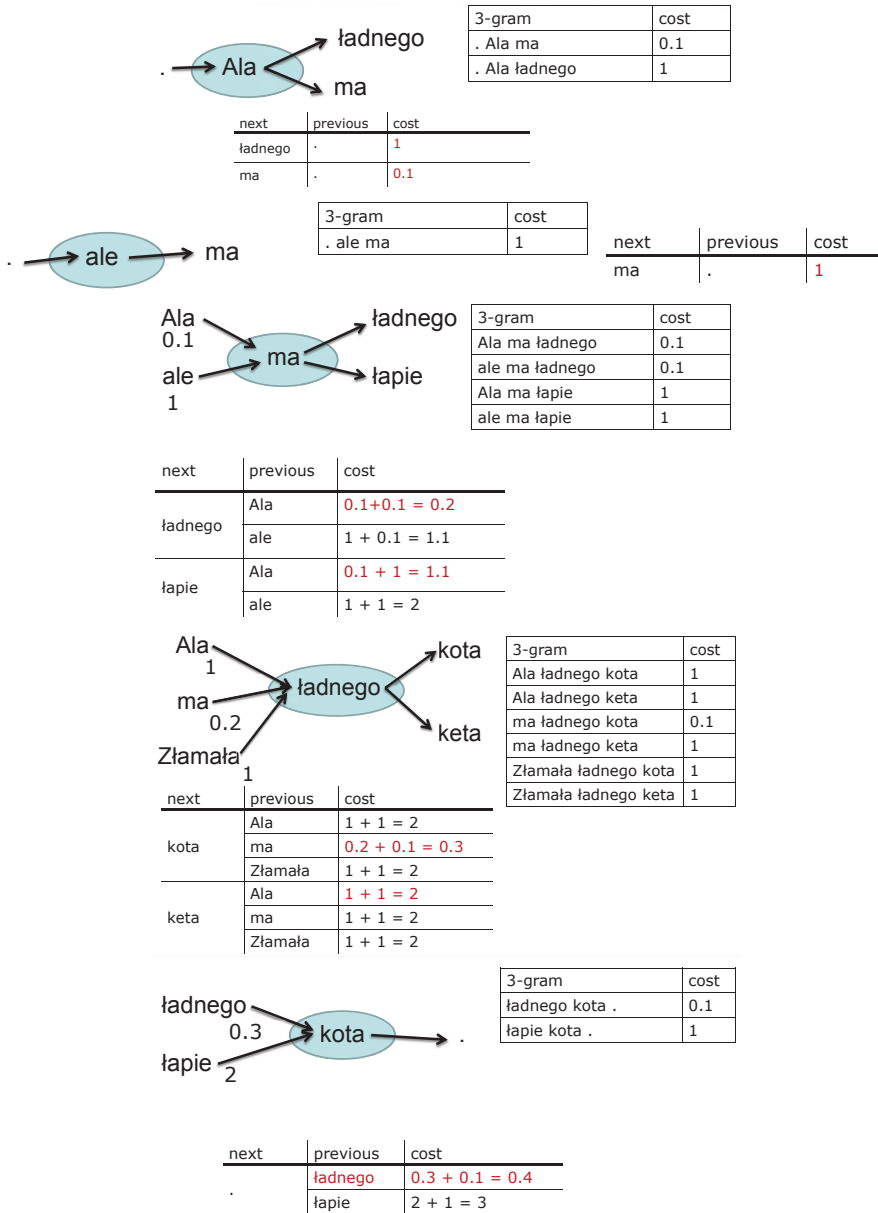 ładnego
. Ala
ma
3-gram cost
. Ala ma 0.1
. Ala ładnego 1
next previous cost
ładnego . 1
ma . 0.1
. ale ma
3-gram cost
. ale ma 1
next previous cost
ma . 1
Ala ładnego
0.1
ma
ale łapie
1
3-gram cost
Ala ma ładnego 0.1
ale ma ładnego 0.1
Ala ma łapie 1
ale ma łapie 1
next previous cost
ładnego Ala 0.1+0.1 = 0.2
ale 1 + 0.1 = 1.1
łapie Ala 0.1 + 1 = 1.1
ale 1 + 1 = 2
Ala kota
1
ładnego
ma
0.2
keta
Złamała
1
3-gram cost
Ala ładnego kota 1
Ala ładnego keta 1
ma ładnego kota 0.1
ma ładnego keta 1
Złamała ładnego kota 1
Złamała ładnego keta 1
next previous cost
kota Ala 1 + 1 = 2
ma 0.2 + 0.1 = 0.3
Złamała 1 + 1 = 2
keta Ala 1 + 1 = 2
ma 1 + 1 = 2
Złamała 1 + 1 = 2
ładnego
0.3 kota .
łapie
2
3-gram cost
ładnego kota . 0.1
łapie kota . 1
next previous cost
. ładnego 0.3 + 0.1 = 0.4
łapie 2 + 1 = 3